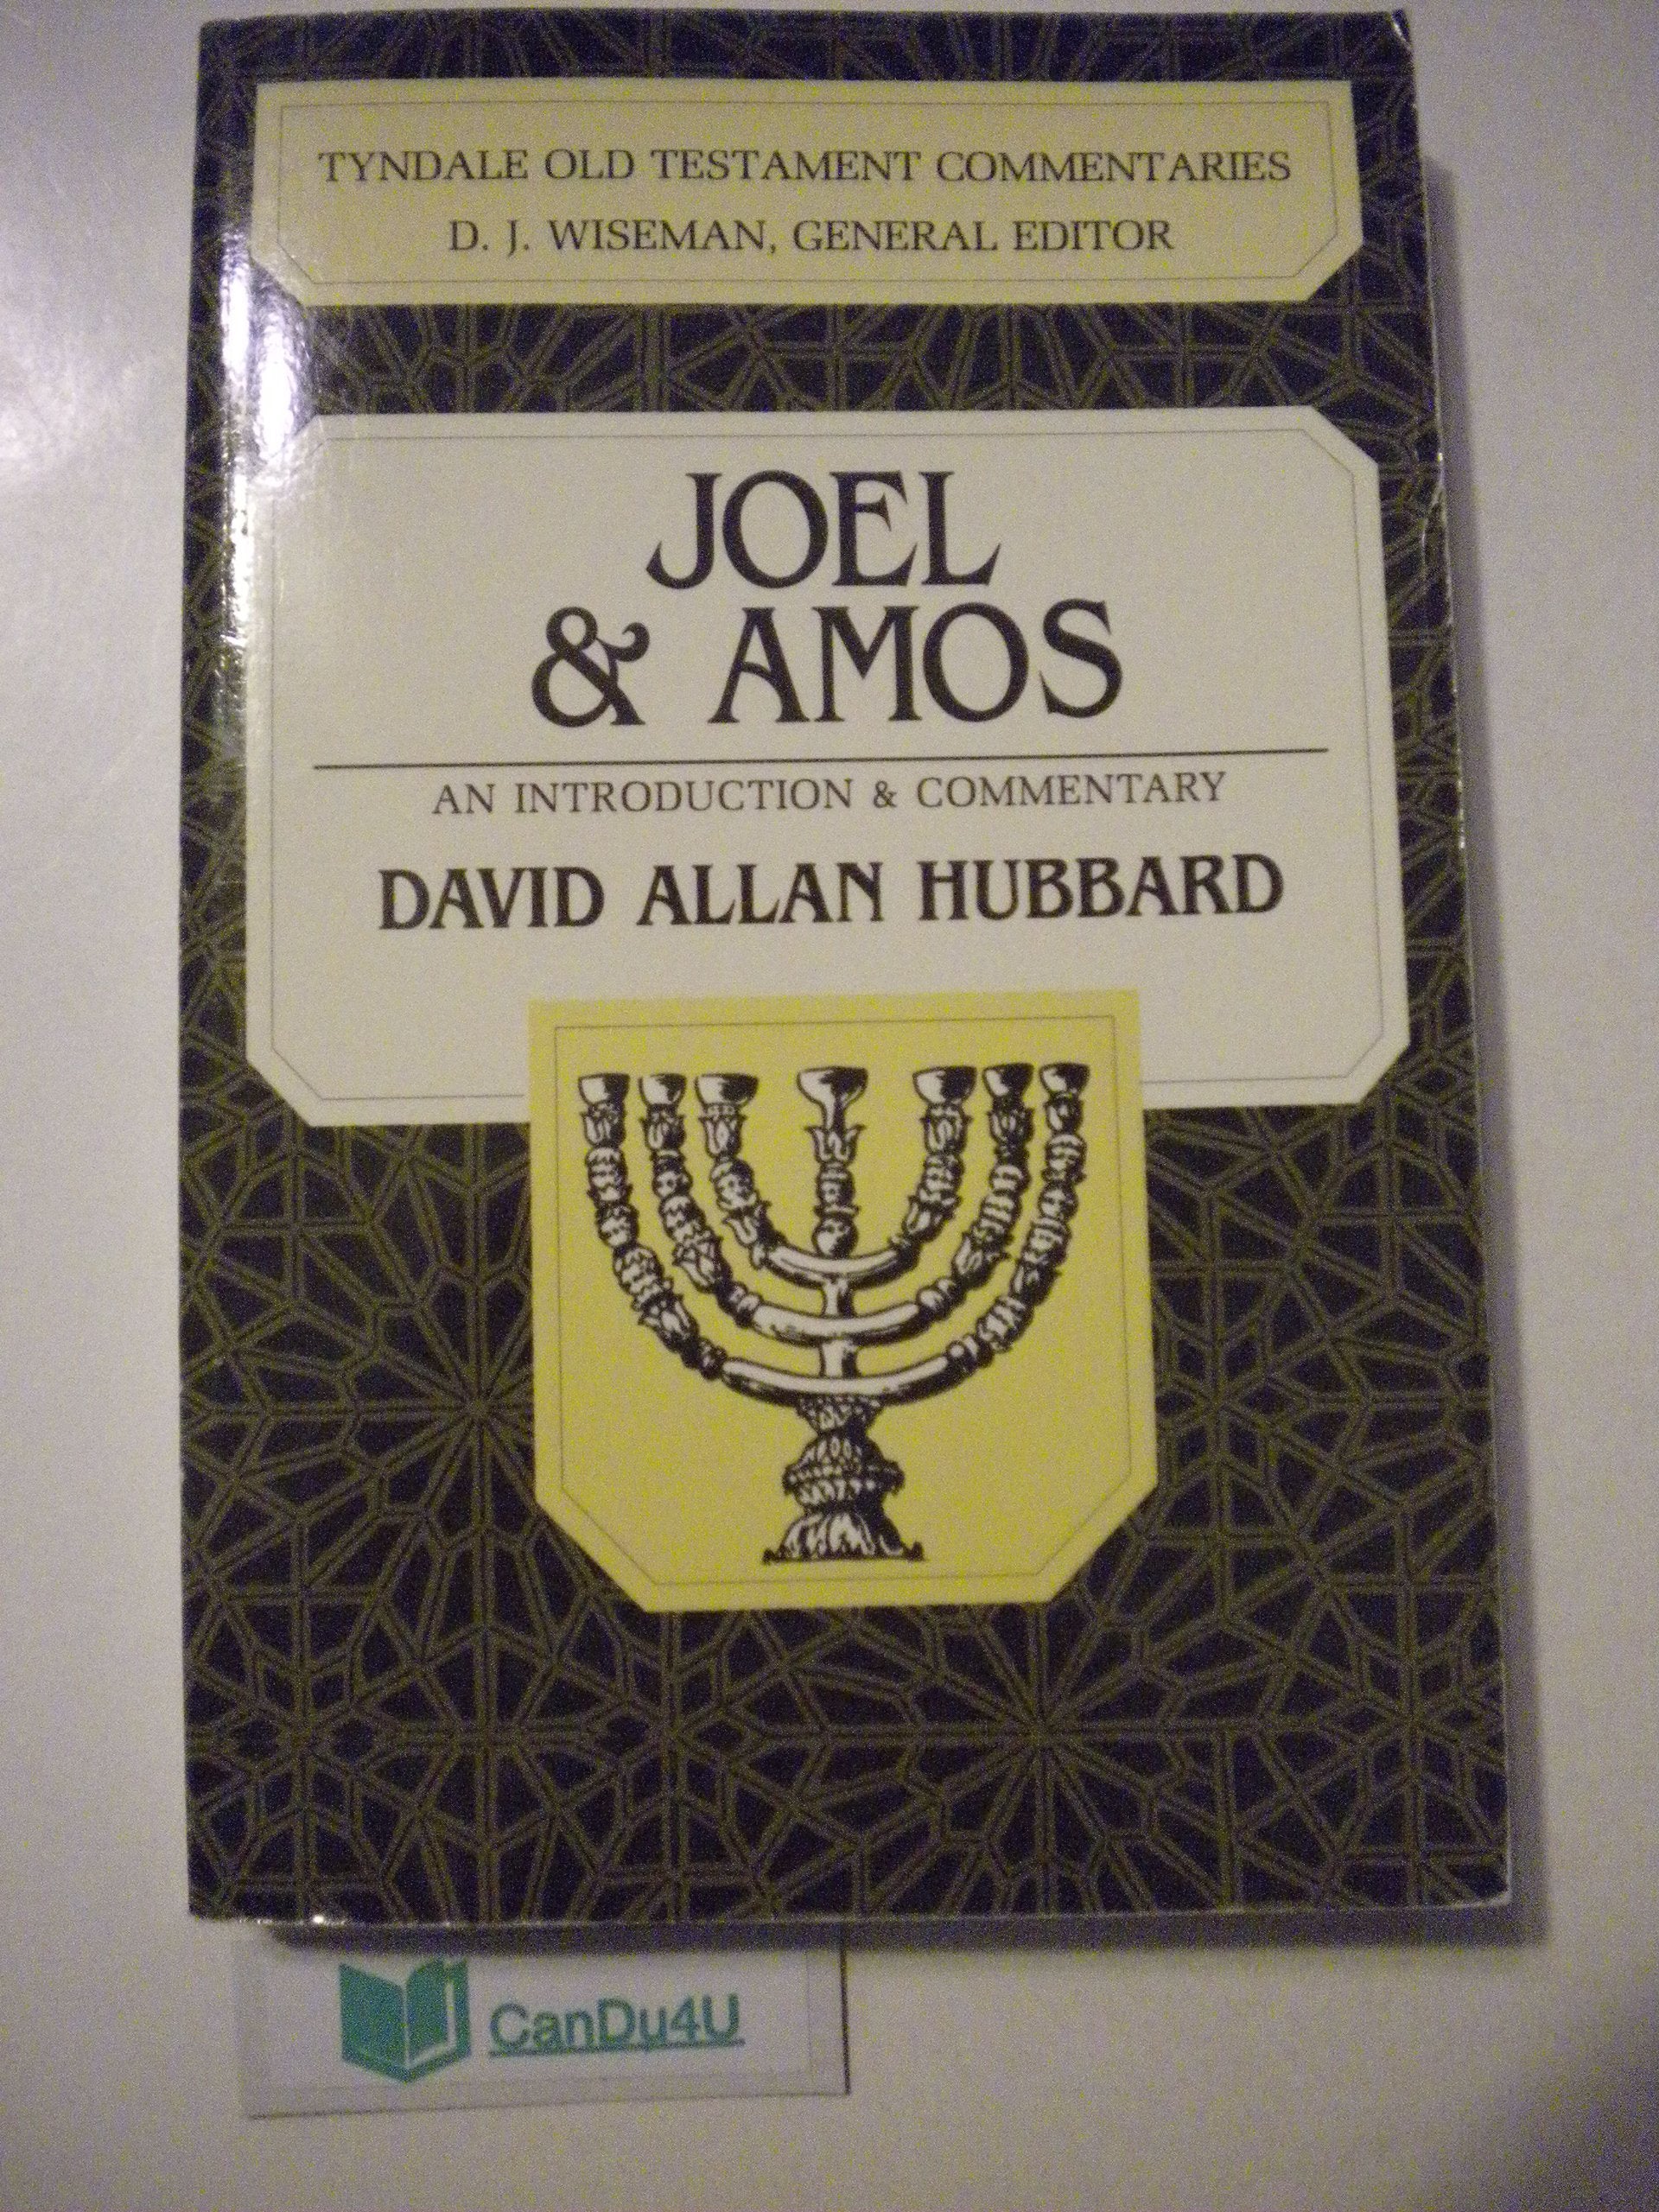 TYNDALE OLD TESTAMENT COMMENTARIES
D. J. WISEMAN, GENERAL EDITOR
JOEL
& AMOS
AN INTRODUCTION & COMMENTARY
DAVID ALLAN HUBBARD
CanDu4U